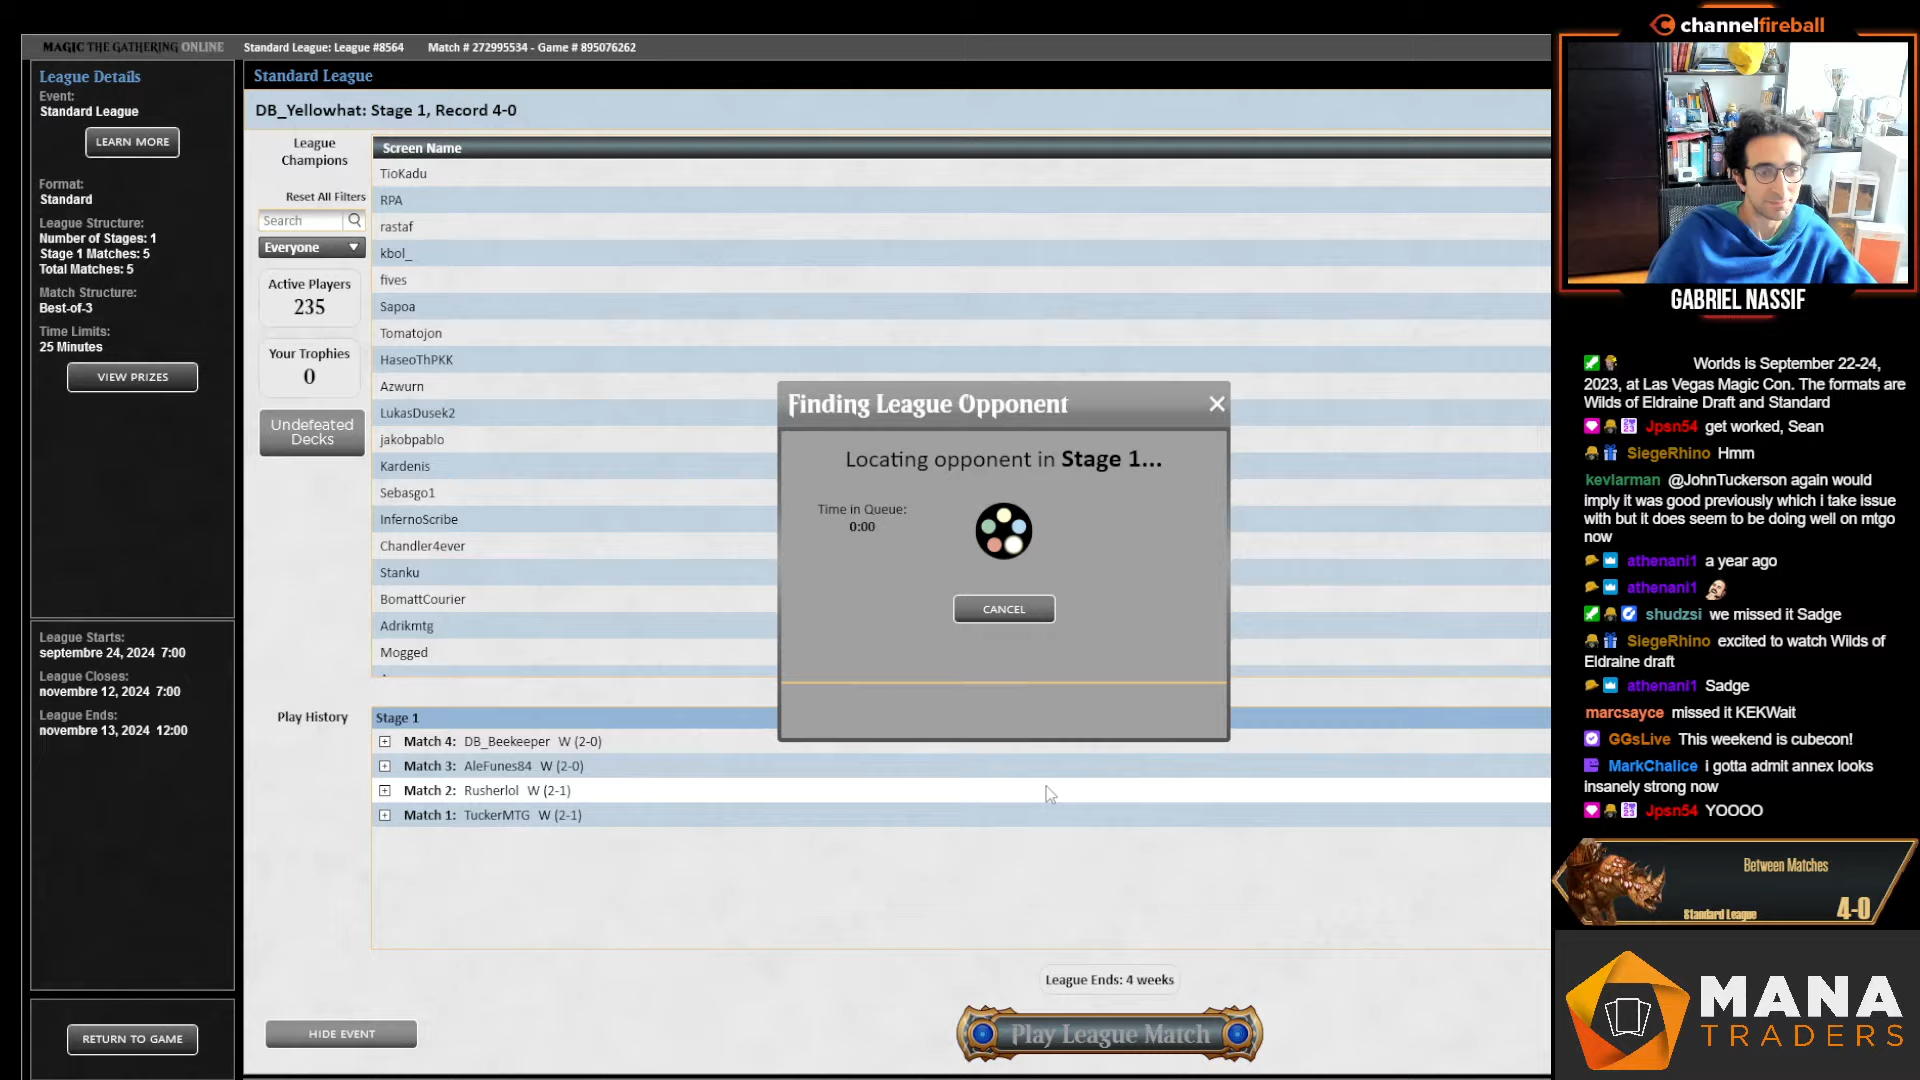 MAGIC THE GATHERING ONLINE
Standard League: League #8564
Match # 272995534 - Game # 895076262
League Details
Event:
Standard League
LEARN MORE
Format:
Standard
League Structure:
Number of Stages: 1
Stage 1 Matches: 5
Total Matches: 5
Match Structure:
Best-of-3
Time Limits:
25 Minutes
VIEW PRIZES
League Starts:
septembre 24, 2024 7:00
League Closes:
novembre 12, 2024 7:00
League Ends:
novembre 13, 2024 12:00
RETURN TO GAME
Standard League
DB_Yellowhat: Stage 1, Record 4-0
League
Champions
Reset All Filters
Search
Everyone
Active Players
235
Your Trophies
0
Undefeated
Decks
Screen Name
TioKadu
RPA
rastaf
kbol_
fives
Sapoa
Tomatojon
HaseoThPKK
Azwurn
LukasDusek2
jakobpablo
Kardenis
Sebasgo1
InfernoScribe
Chandler4ever
Stanku
BomattCourier
Adrikmtg
Mogged
Finding League Opponent
Locating opponent in Stage 1...
Time in Queue:
0:00
CANCEL
Play History
Stage 1
Match 4: DB_Beekeeper W (2-0)
Match 3: AleFunes84 W (2-0)
Match 2: Rusherlol W (2-1)
Match 1: TuckerMTG W (2-1)
League Ends: 4 weeks
HIDE EVENT
Play League Match
channelfireball
GABRIEL NASSIF
Worlds is September 22-24,
2023, at Las Vegas Magic Con. The formats are
Wilds of Eldraine Draft and Standard
Jpsn54 get worked, Sean
SiegeRhino Hmm
kevlarman @JohnTuckerson again would
imply it was good previously which i take issue
with but it does seem to be doing well on mtgo
now
athenani1 a year ago
athenani1
shudzsi we missed it Sadge
SiegeRhino excited to watch Wilds of
Eldraine draft
athenani1 Sadge
marcsayce missed it KEKWait
GGsLive This weekend is cubecon!
MarkChalice i gotta admit annex looks
insanely strong now
Jpsn54 YOOOO
Between Matches
Standard League
4-0
MANA
TRADERS